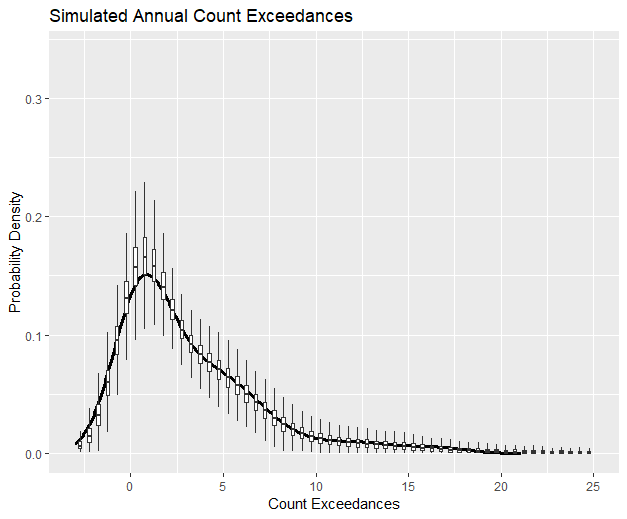 Simulated Annual Count Exceedances
0.3
0.2
0.1
0.0
Probability Density
0 5 10 15 20 25
Count Exceedances